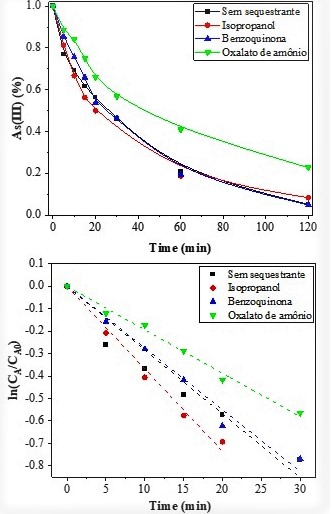 1.0
0.8
0.6
0.4
0.2
0.0
As(III) (%)
Sem sequestrante
Isopropanol
Benzoquinona
Oxalato de amônio
0 20 40 60 80 100 120
Time (min)
0.1
0.0
-0.1
-0.2
-0.3
-0.4
-0.5
-0.6
-0.7
-0.8
ln(CA/CA0)
Sem sequestrante
Isopropanol
Benzoquinona
Oxalato de amônio
0 5 10 15 20 25 30
Time (min)